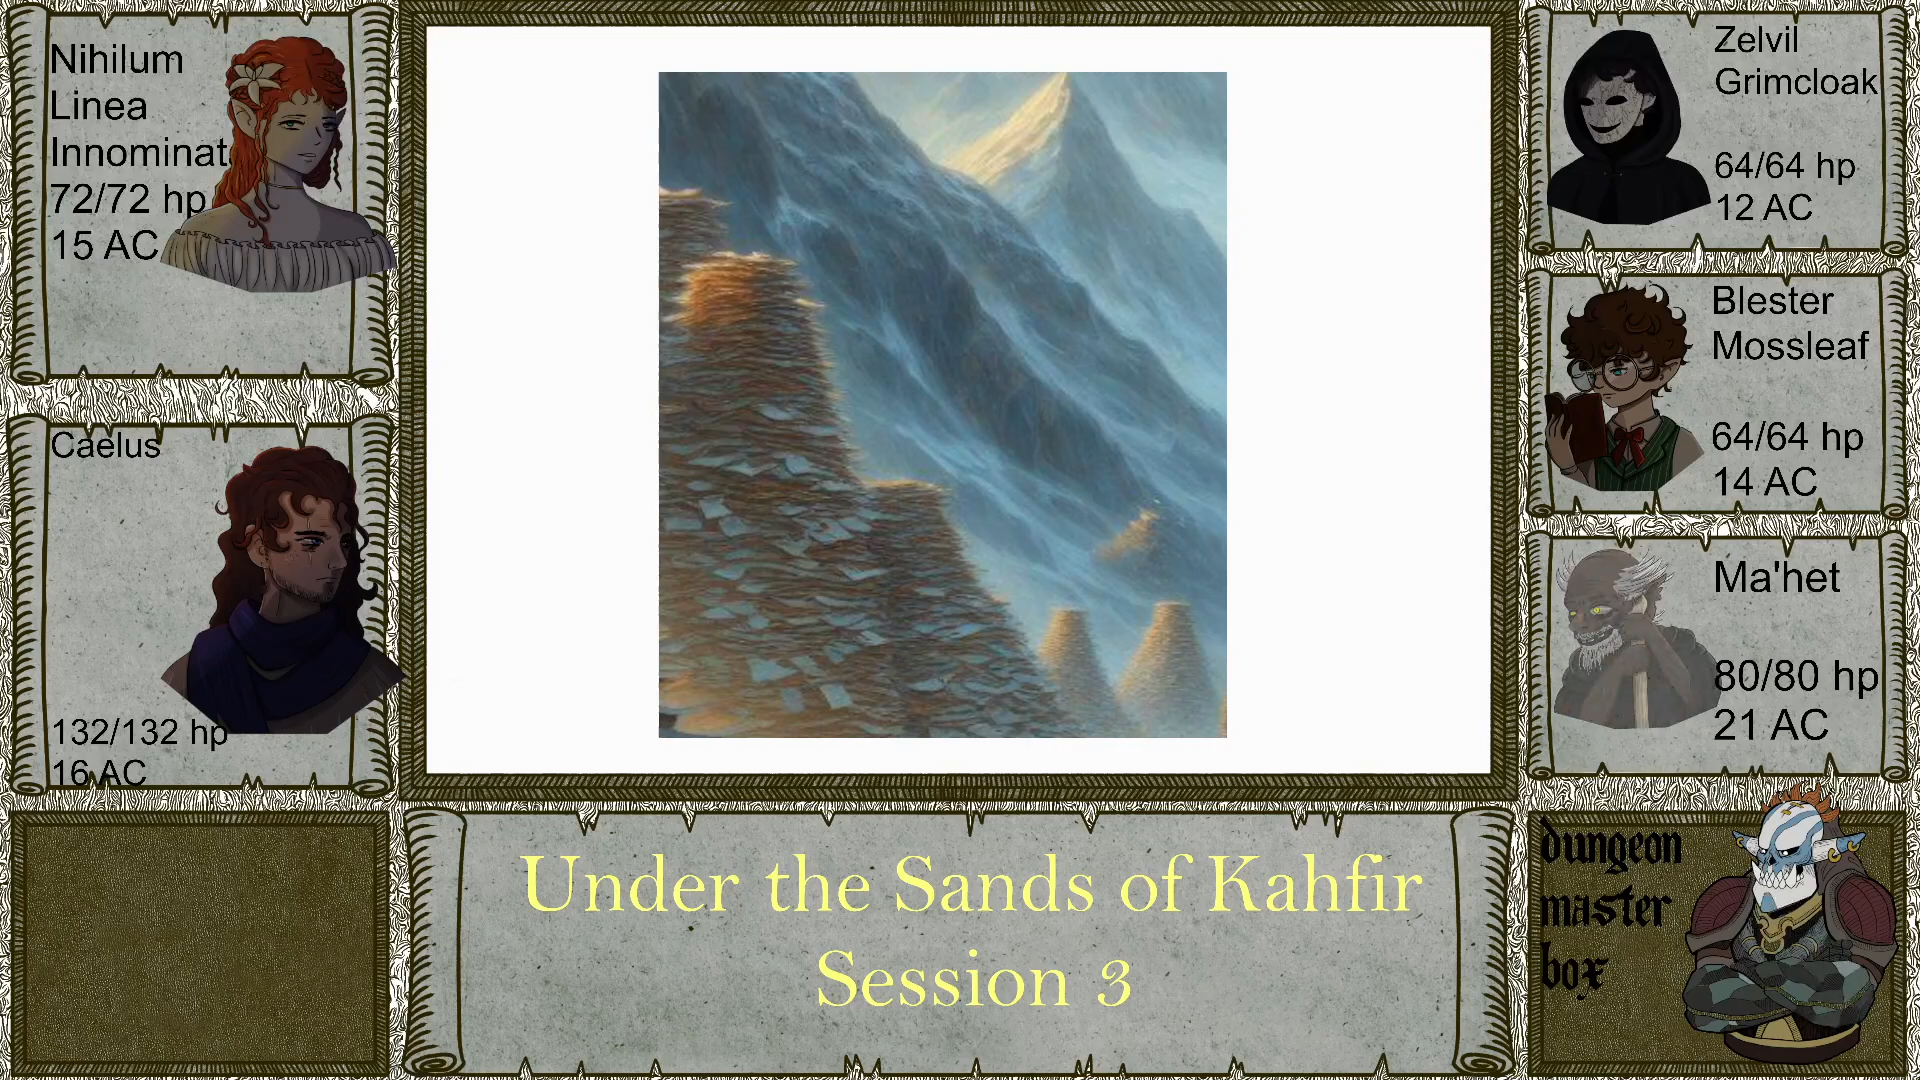 Nihilum
Linea
Innominat
72/72 hp
15 AC
Caelus
132/132 hp
16 AC
Zelvil
Grimcloak
64/64 hp
12 AC
Blester
Mossleaf
64/64 hp
14 AC
Ma'het
80/80 hp
21 AC
Under the Sands of Kahfir
Session 3
dungeon
master
box